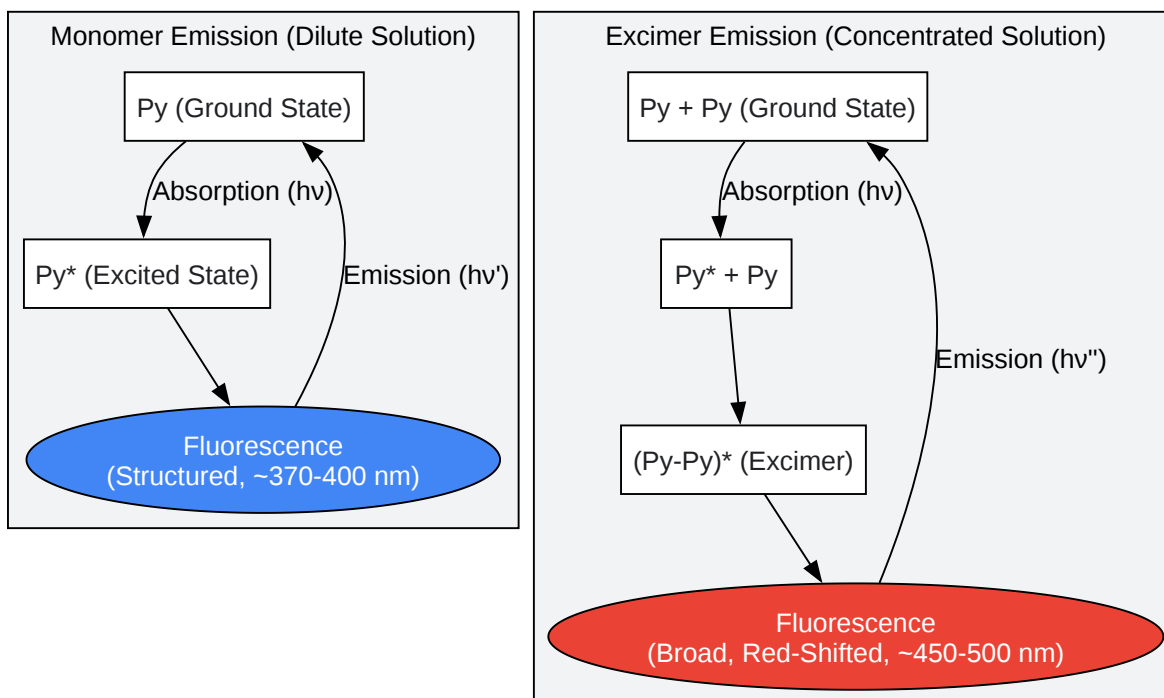 Monomer Emission (Dilute Solution)
Py (Ground State)
Absorption (hν)
Py* (Excited State)
Emission (hν')
Fluorescence
(Structured, ~370-400 nm)
Excimer Emission (Concentrated Solution)
Py + Py (Ground State)
Absorption (hν)
Py* + Py
Emission (hν'')
(Py-Py)* (Excimer)
Fluorescence
(Broad, Red-Shifted, ~450-500 nm)